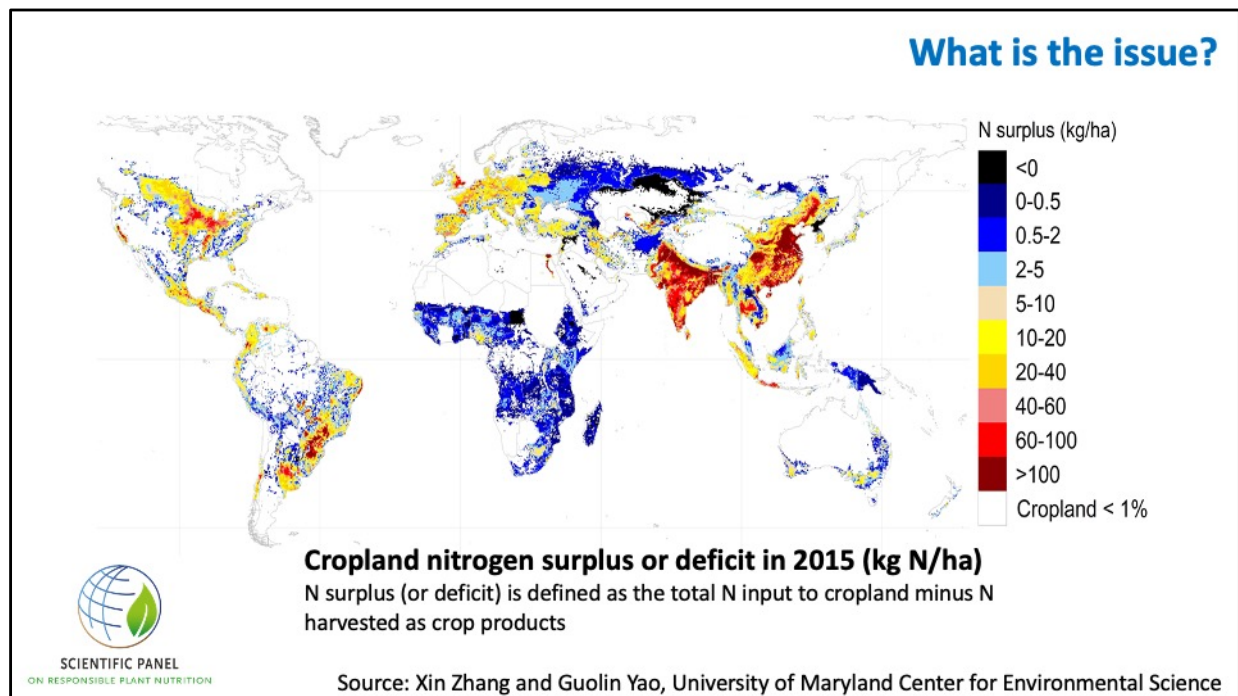 What is the issue?
N surplus (kg/ha)
<0
0-0.5
0.5-2
2-5
5-10
10-20
20-40
40-60
60-100
>100
Cropland < 1%
Cropland nitrogen surplus or deficit in 2015 (kg N/ha)
N surplus (or deficit) is defined as the total N input to cropland minus N
harvested as crop products
SCIENTIFIC PANEL
ON RESPONSIBLE PLANT NUTRITION
Source: Xin Zhang and Guolin Yao, University of Maryland Center for Environmental Science